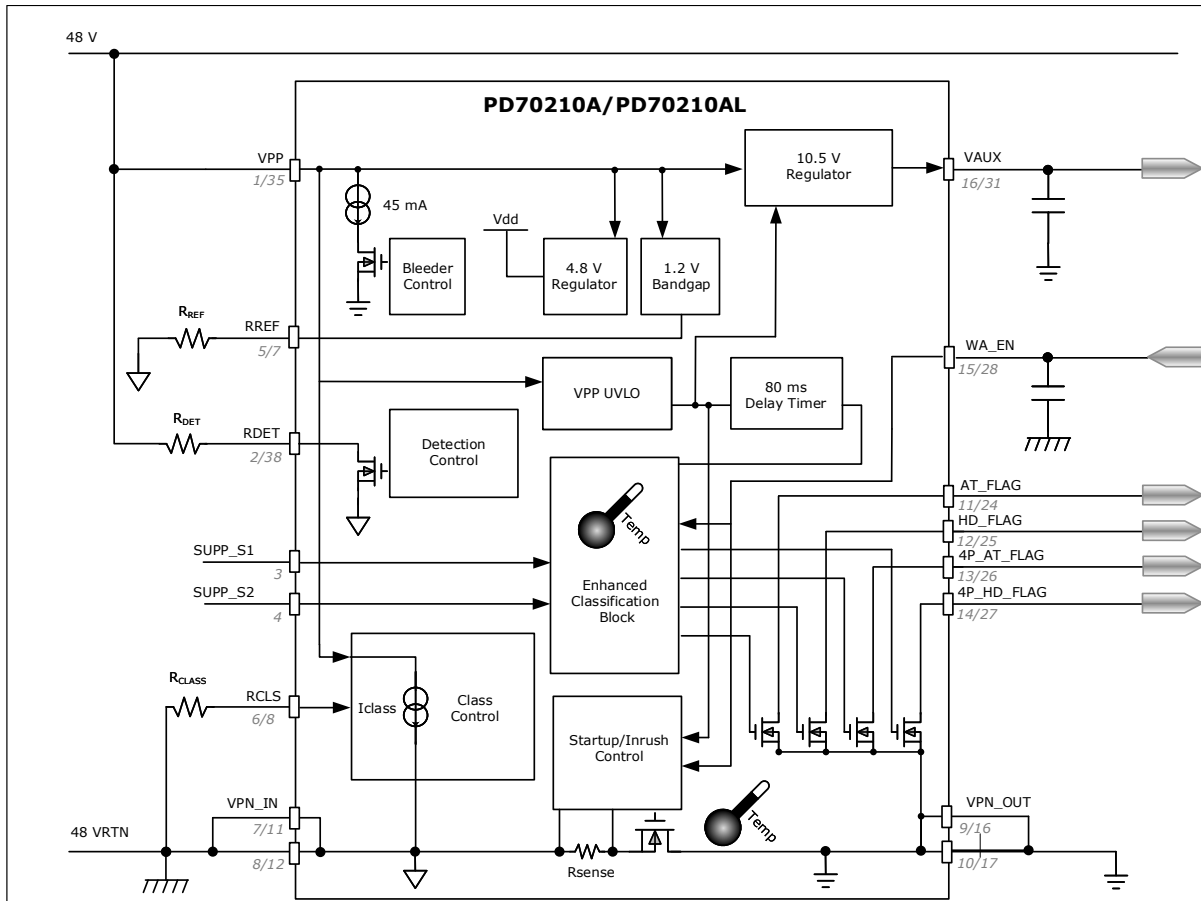 48 V
PD70210A/PD70210AL
VPP
1/35
45 mA
Bleeder
Control
Vdd
4.8 V
Regulator
1.2 V
Bandgap
10.5 V
Regulator
VAUX
16/31
RREF
RREF
5/7
WA_EN
15/28
VPP UVLO
80 ms
Delay Timer
RDET
RDET
2/38
Detection
Control
Temp
Enhanced
Classification
Block
AT_FLAG
11/24
HD_FLAG
12/25
4P_AT_FLAG
13/26
4P_HD_FLAG
14/27
SUPP_S1
3
SUPP_S2
4
RCLASS
RCLS
6/8
Iclass
Class
Control
Startup/Inrush
Control
Temp
VPN_IN
7/11
48 VRTN
8/12
Rsense
VPN_OUT
9/16
10/17